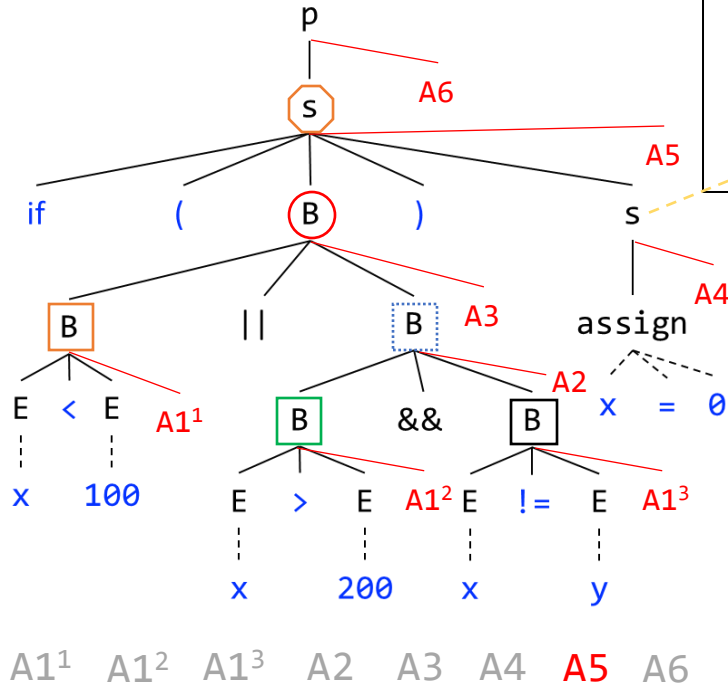 p
A6
s
A5
if ( B ) s
A4
B || B A3 assign
A2
E < E A1¹ B && B x = 0
x 100 E > E A1² E != E A1³
x 200 x y
A1¹ A1² A1³ A2 A3 A4 A5 A6